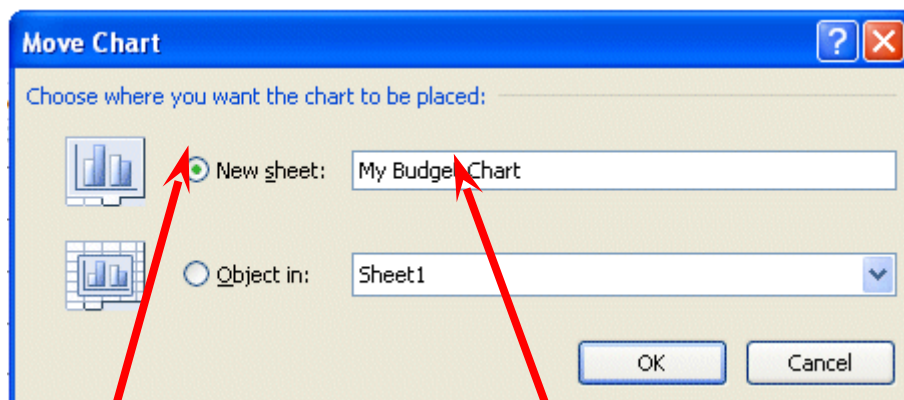 Move Chart
Choose where you want the chart to be placed:
New sheet: My Budget Chart
Object in: Sheet1
OK Cancel